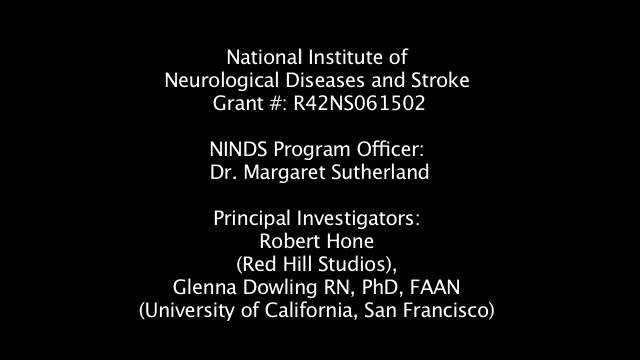 National Institute of
Neurological Diseases and Stroke
Grant #: R42NS061502
NINDS Program Officer:
Dr. Margaret Sutherland
Principal Investigators:
Robert Hone
(Red Hill Studios),
Glenna Dowling RN, PhD, FAAN
(University of California, San Francisco)